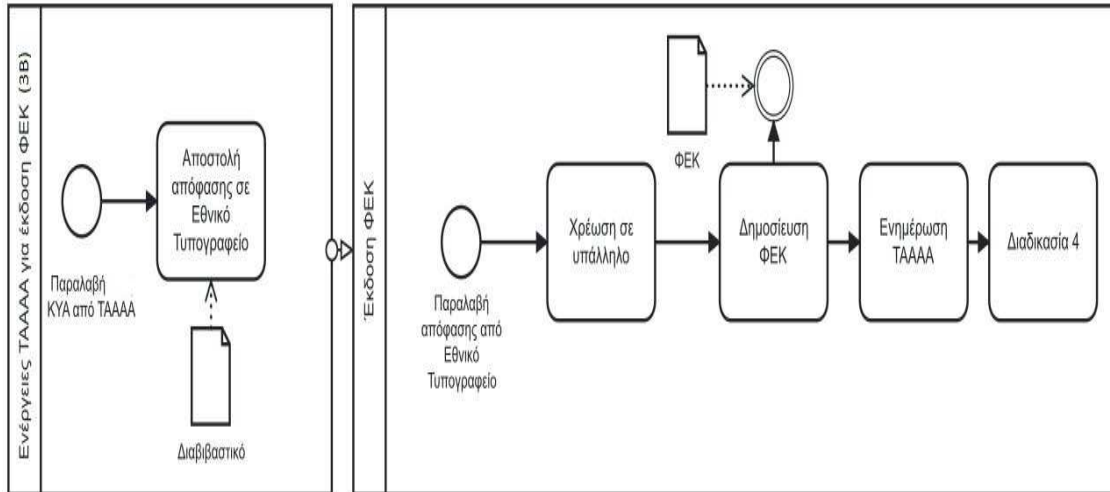 Ενέργειες ΤΑΑΑΑ για έκδοση ΦΕΚ (3Β)
Παραλαβή
ΚΥΑ από ΤΑΑΑΑ
Αποστολή
απόφασης σε
Εθνικό
Τυπογραφείο
Διαβιβαστικό
Έκδοση ΦΕΚ
Παραλαβή
απόφασης από
Εθνικό
Τυπογραφείο
Χρέωση σε
υπάλληλο
ΦΕΚ
Δημοσίευση
ΦΕΚ
Ενημέρωση
ΤΑΑΑΑ
Διαδικασία 4